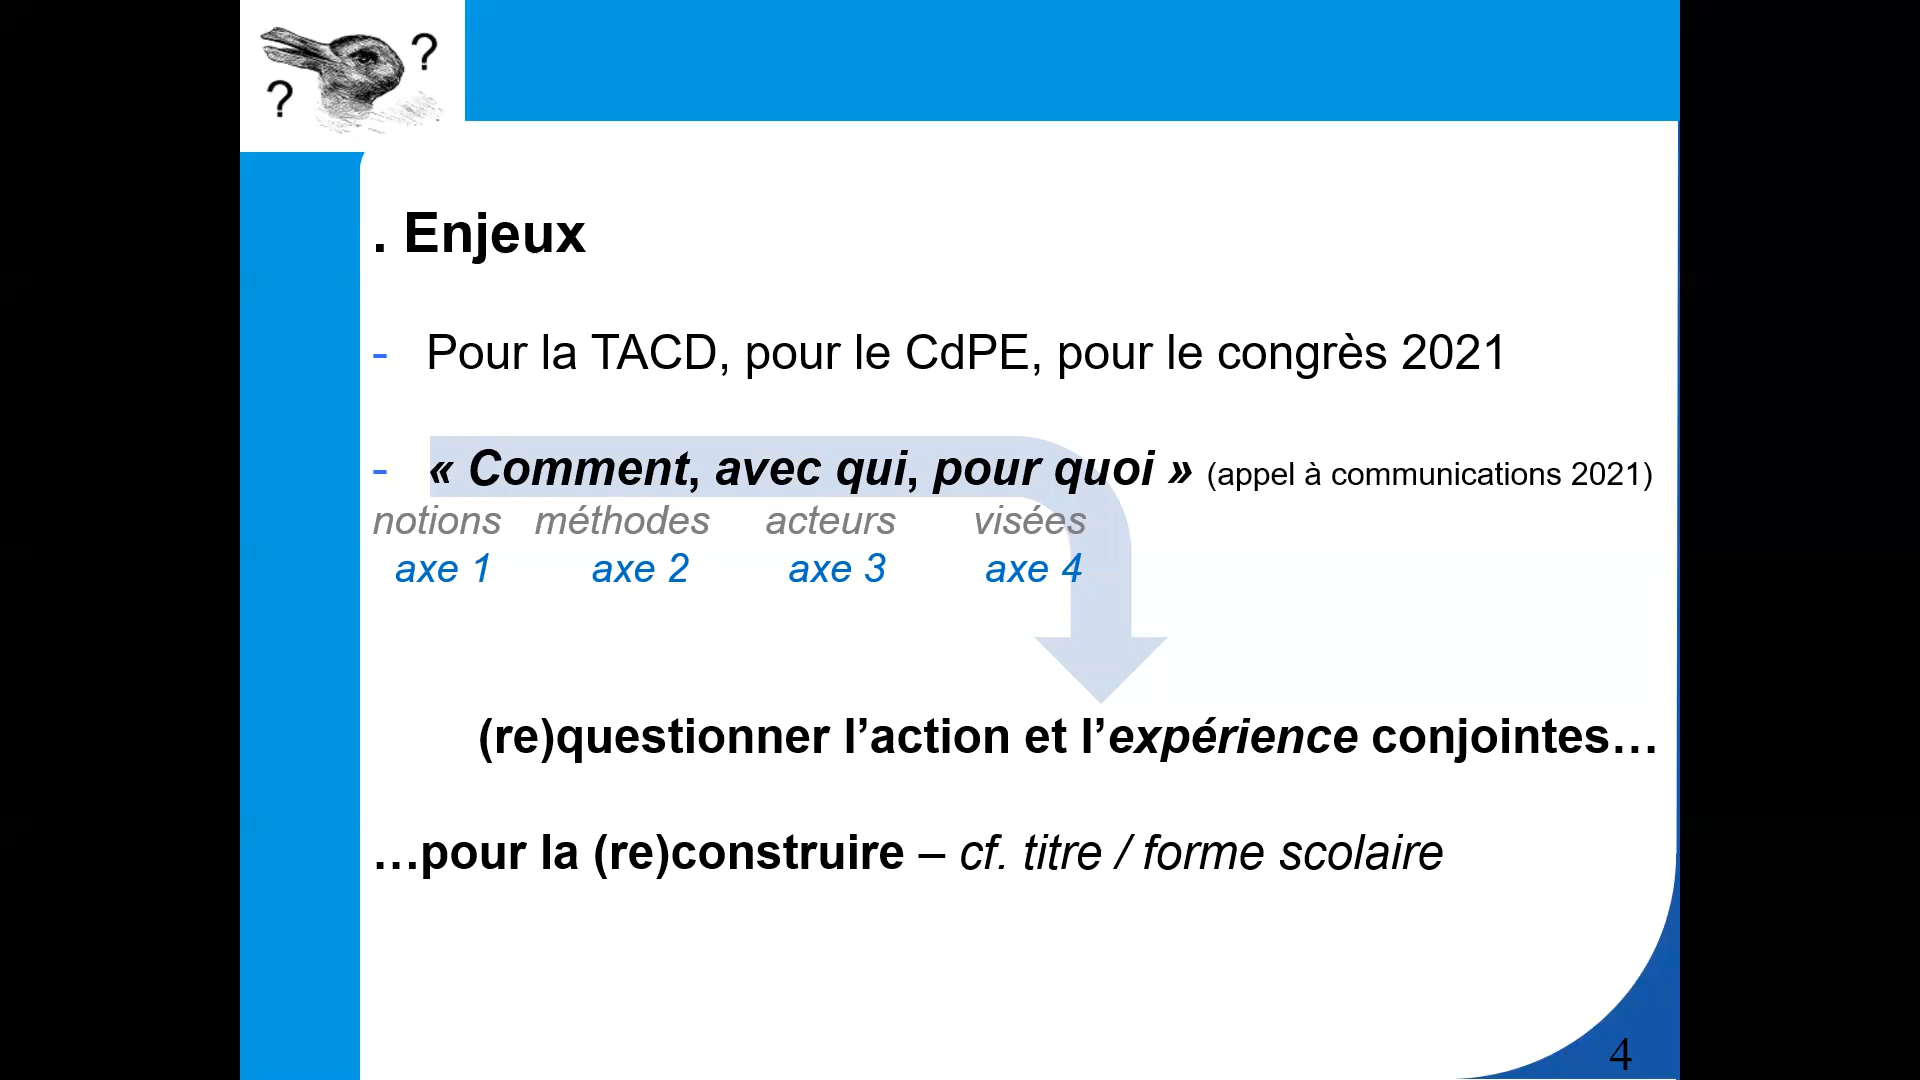 ?
?
. Enjeux
- Pour la TACD, pour le CdPE, pour le congrès 2021
- « Comment, avec qui, pour quoi » (appel à communications 2021)
notions méthodes acteurs visées
axe 1 axe 2 axe 3 axe 4
(re)questionner l’action et l’expérience conjointes…
…pour la (re)construire – cf. titre / forme scolaire
4